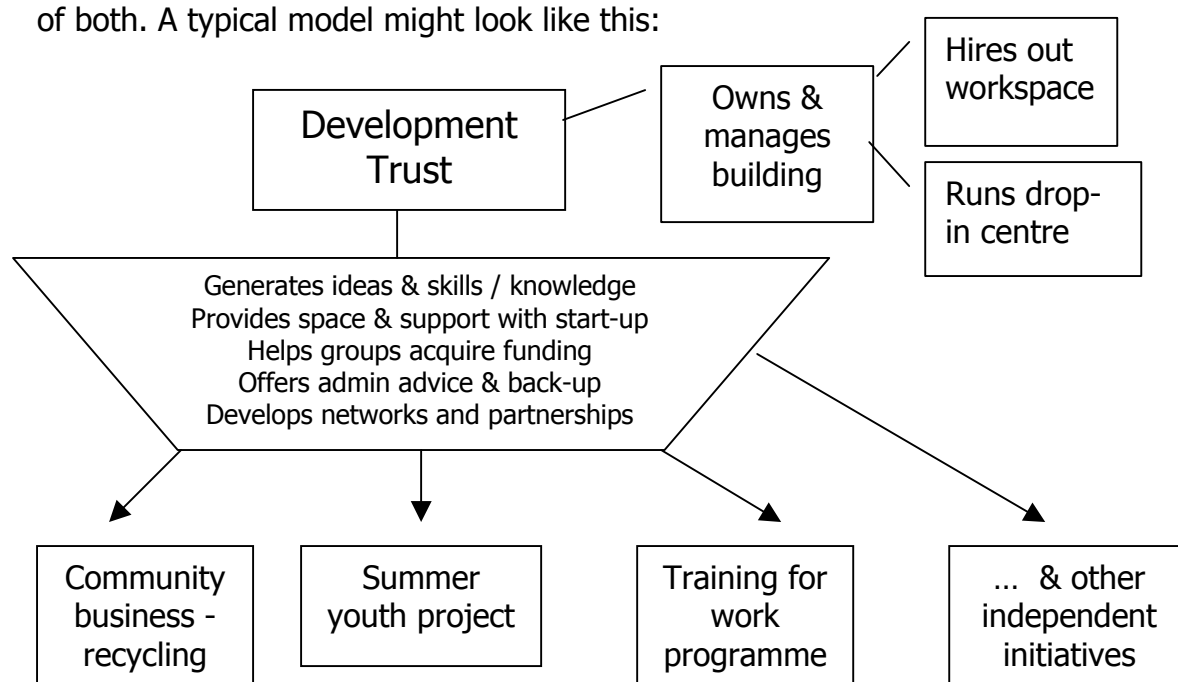 of both. A typical model might look like this:
Development
Trust
Owns &
manages
building
Hires out
workspace
Runs drop-
in centre
Generates ideas & skills / knowledge
Provides space & support with start-up
Helps groups acquire funding
Offers admin advice & back-up
Develops networks and partnerships
Community
business -
recycling
Summer
youth project
Training for
work
programme
... & other
independent
initiatives